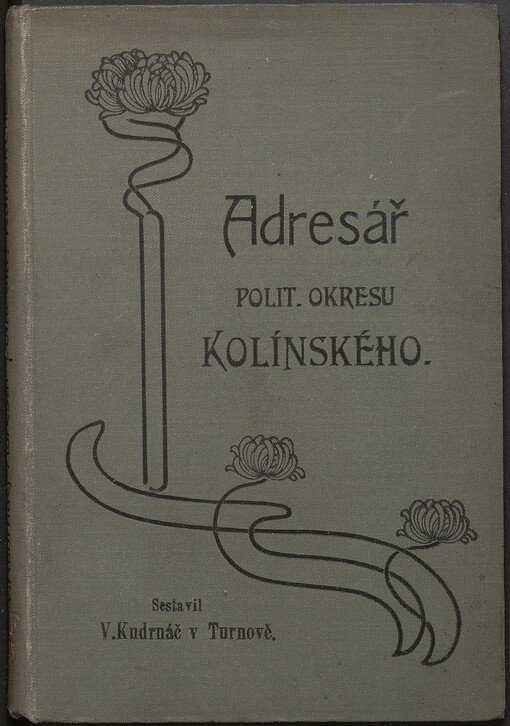 Adresář
POLIT. OKRESU
KOLÍNSKÉHO.
Sestavil
V. Kudrnáč v Turnově.